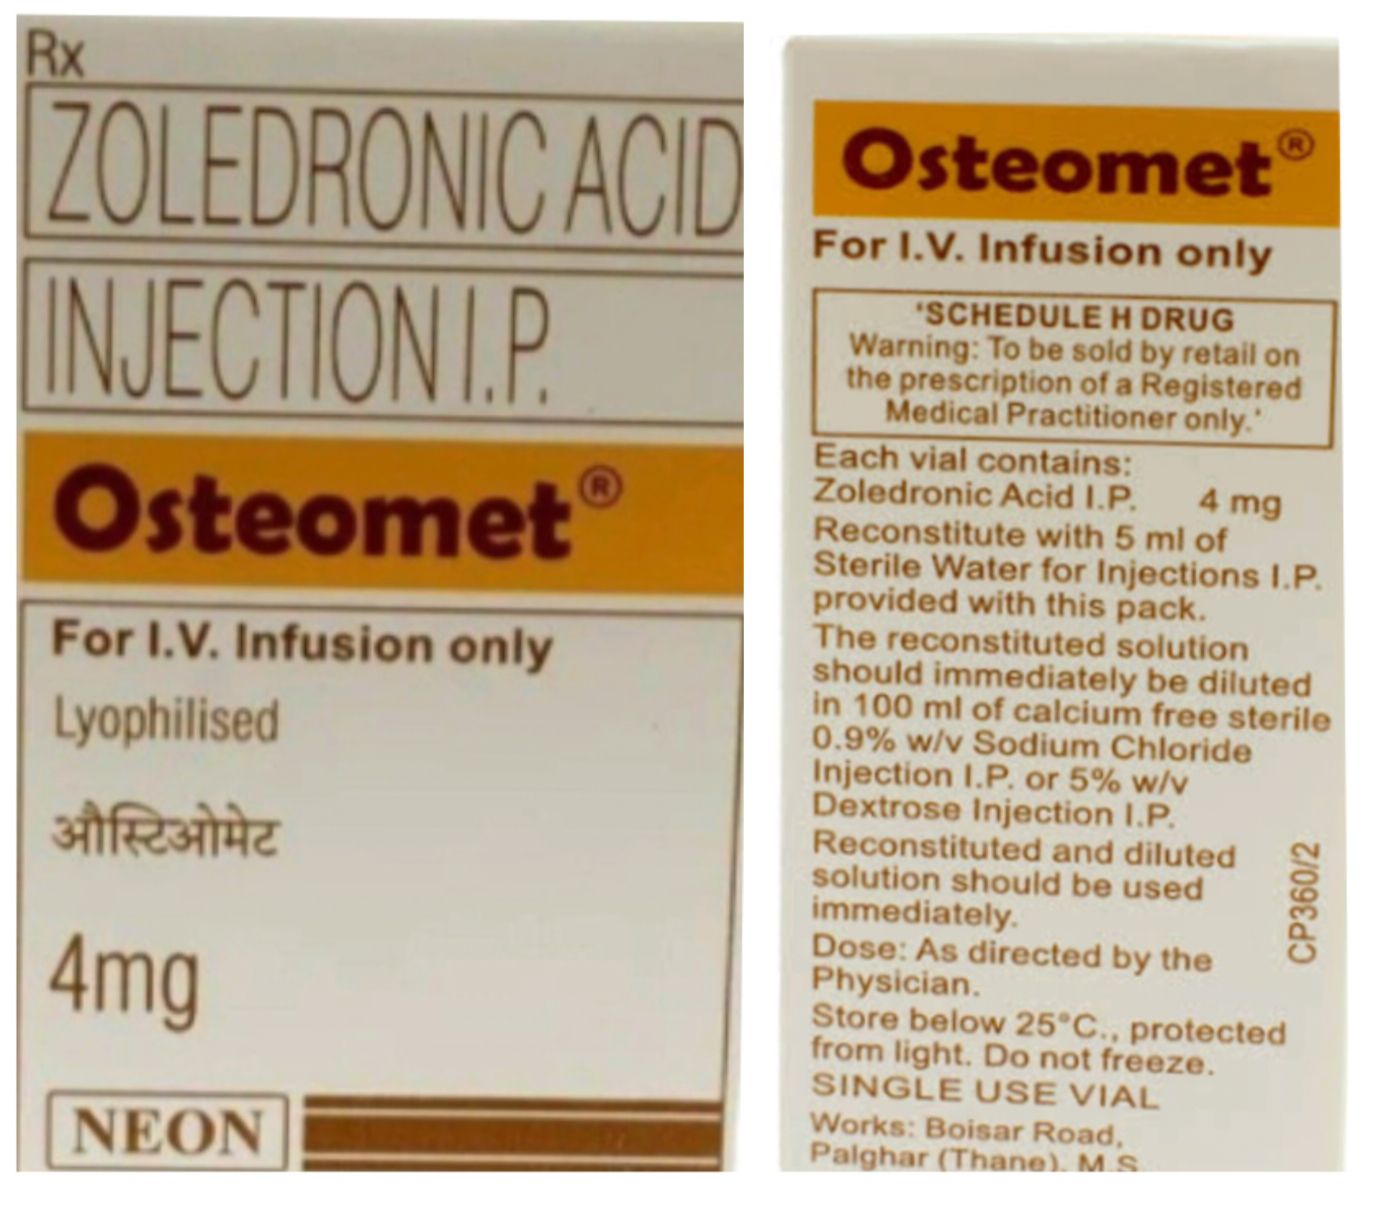 Rx
ZOLEDRONIC ACID
INJECTION I.P.
Osteomet®
For I.V. Infusion only
Lyophilised
औस्टिओमेट
4mg
NEON
Osteomet®
For I.V. Infusion only
'SCHEDULE H DRUG
Warning: To be sold by retail on
the prescription of a Registered
Medical Practitioner only.'
Each vial contains:
Zoledronic Acid I.P. 4 mg
Reconstitute with 5 ml of
Sterile Water for Injections I.P.
provided with this pack.
The reconstituted solution
should immediately be diluted
in 100 ml of calcium free sterile
0.9% w/v Sodium Chloride
Injection I.P. or 5% w/v
Dextrose Injection I.P.
Reconstituted and diluted
solution should be used
immediately.
Dose: As directed by the
Physician.
Store below 25°C., protected
from light. Do not freeze.
SINGLE USE VIAL
Works: Boisar Road,
Palghar (Thane), M.S.
CP360/2